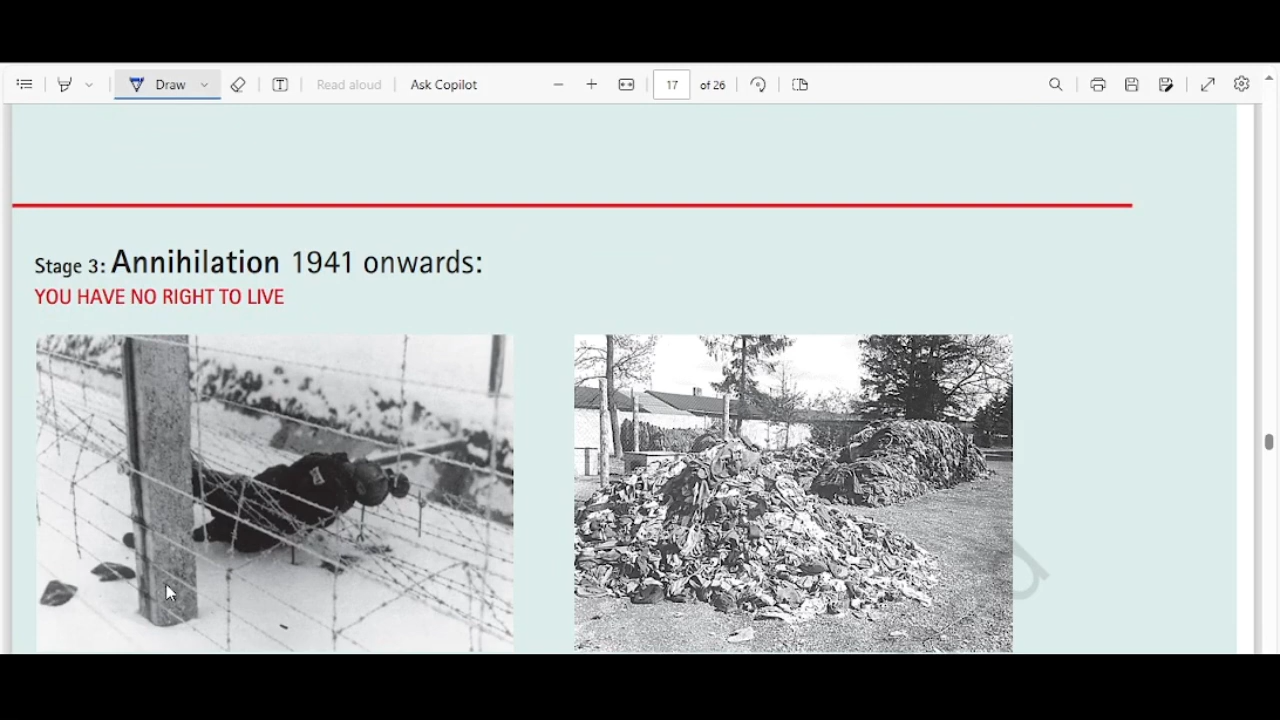 Draw
Read aloud
Ask Copilot
17
of 26
Stage 3: Annihilation 1941 onwards:
YOU HAVE NO RIGHT TO LIVE